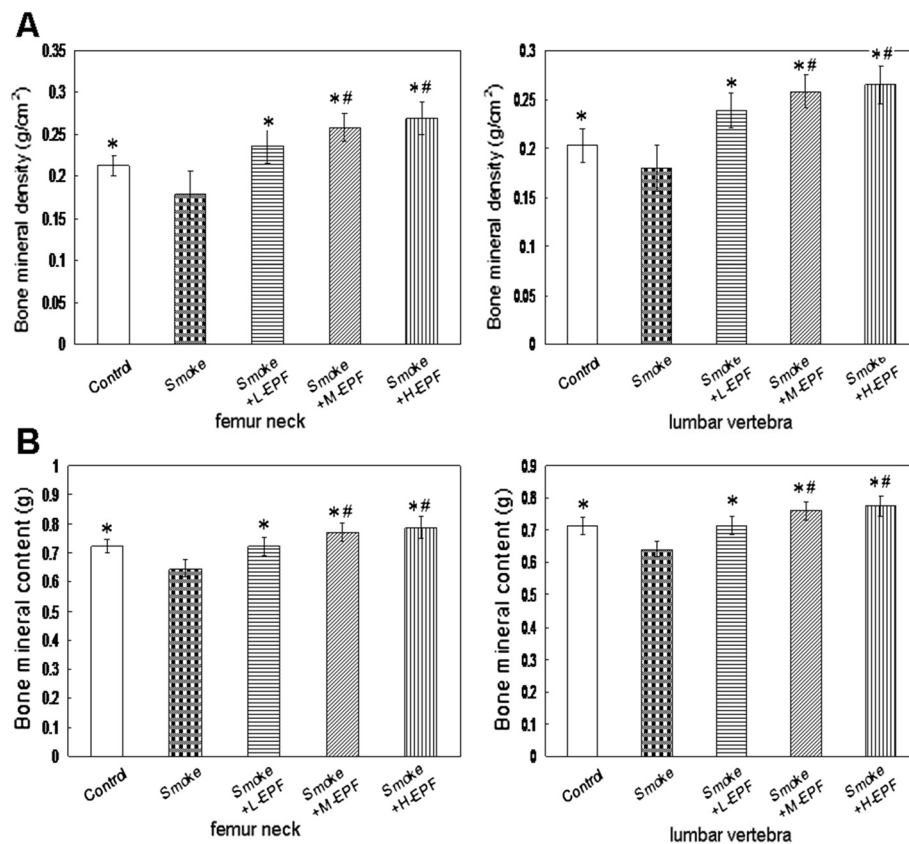 A
Bone mineral density (g/cm²)
0.35
0.3
0.25
0.2
0.15
0.1
0.05
0
*
*
*#
*#
Control
Smoke
Smoke
+L-EPF
Smoke
+M-EPF
Smoke
+H-EPF
femur neck
Bone mineral density (g/cm²)
0.3
0.25
0.2
0.15
0.1
0.05
0
*
*
*#
*#
Control
Smoke
Smoke
+L-EPF
Smoke
+M-EPF
Smoke
+H-EPF
lumbar vertebra
B
Bone mineral content (g)
1
0.9
0.8
0.7
0.6
0.5
0.4
0.3
0.2
0.1
0
*
*
*#
*#
Control
Smoke
Smoke
+L-EPF
Smoke
+M-EPF
Smoke
+H-EPF
femur neck
Bone mineral content (g)
0.9
0.8
0.7
0.6
0.5
0.4
0.3
0.2
0.1
0
*
*
*#
*#
Control
Smoke
Smoke
+L-EPF
Smoke
+M-EPF
Smoke
+H-EPF
lumbar vertebra